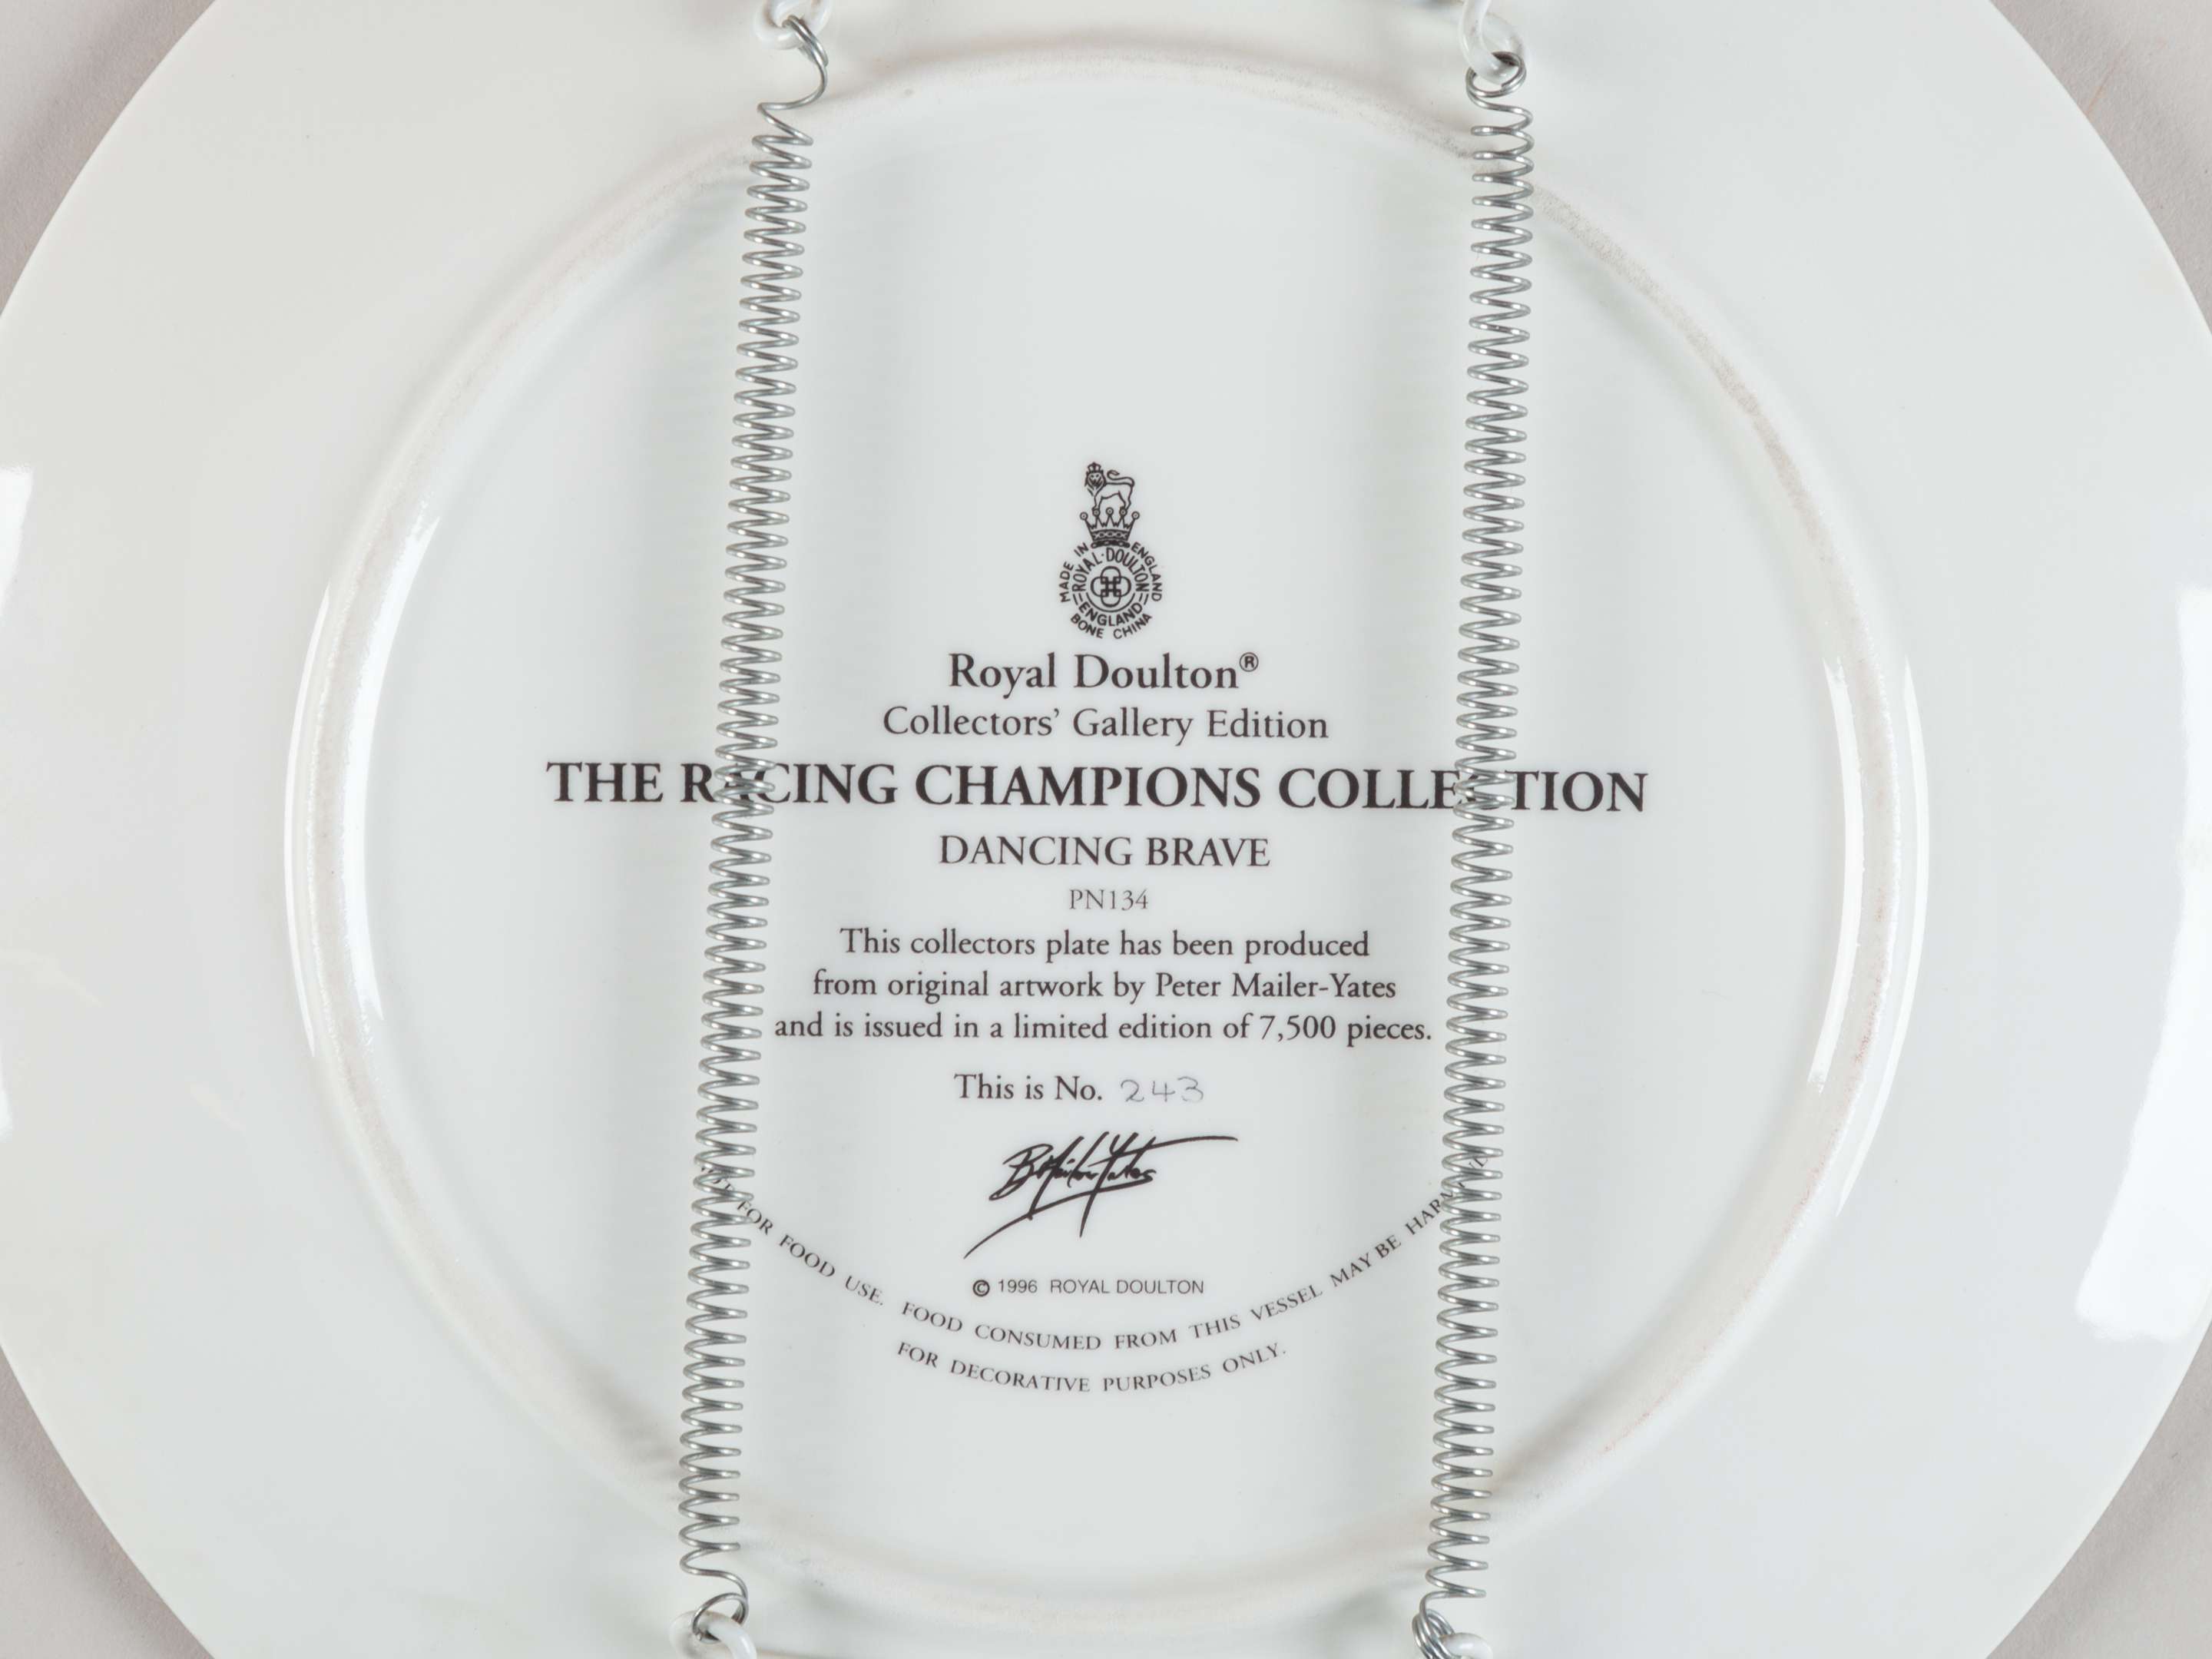 MADE IN ENGLAND
ROYAL·DOULTON
ENGLAND
BONE CHINA
Royal Doulton®
Collectors' Gallery Edition
THE RACING CHAMPIONS COLLECTION
DANCING BRAVE
PN134
This collectors plate has been produced
from original artwork by Peter Mailer-Yates
and is issued in a limited edition of 7,500 pieces.
This is No. 243
© 1996 ROYAL DOULTON
FOR FOOD USE. FOOD CONSUMED FROM THIS VESSEL MAY BE
FOR DECORATIVE PURPOSES ONLY.